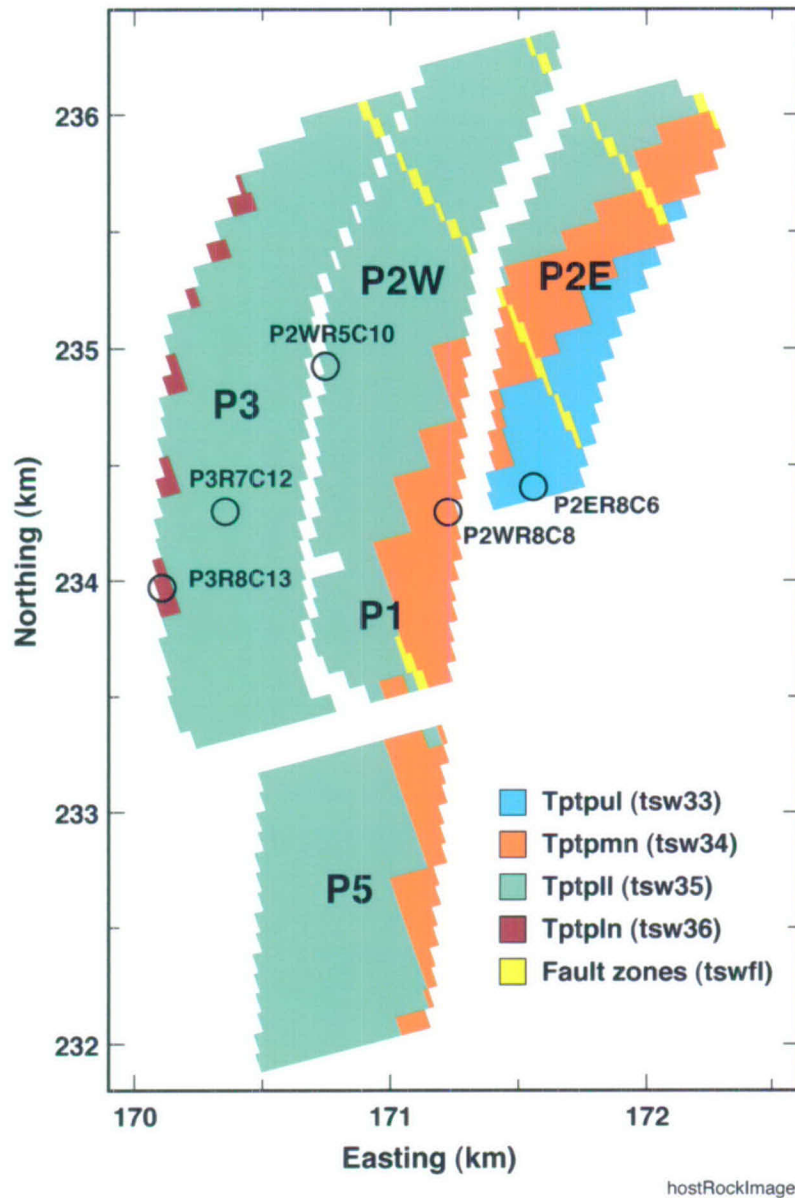 236
P2W
P2E
P2WR5C10
235
P3
P3R7C12
P2ER8C6
P2WR8C8
P3R8C13
234
P1
Northing (km)
233
Tptpul (tsw33)
Tptpmn (tsw34)
Tptpll (tsw35)
Tptpln (tsw36)
Fault zones (tswfl)
P5
232
170
171
172
Easting (km)
hostRockImage